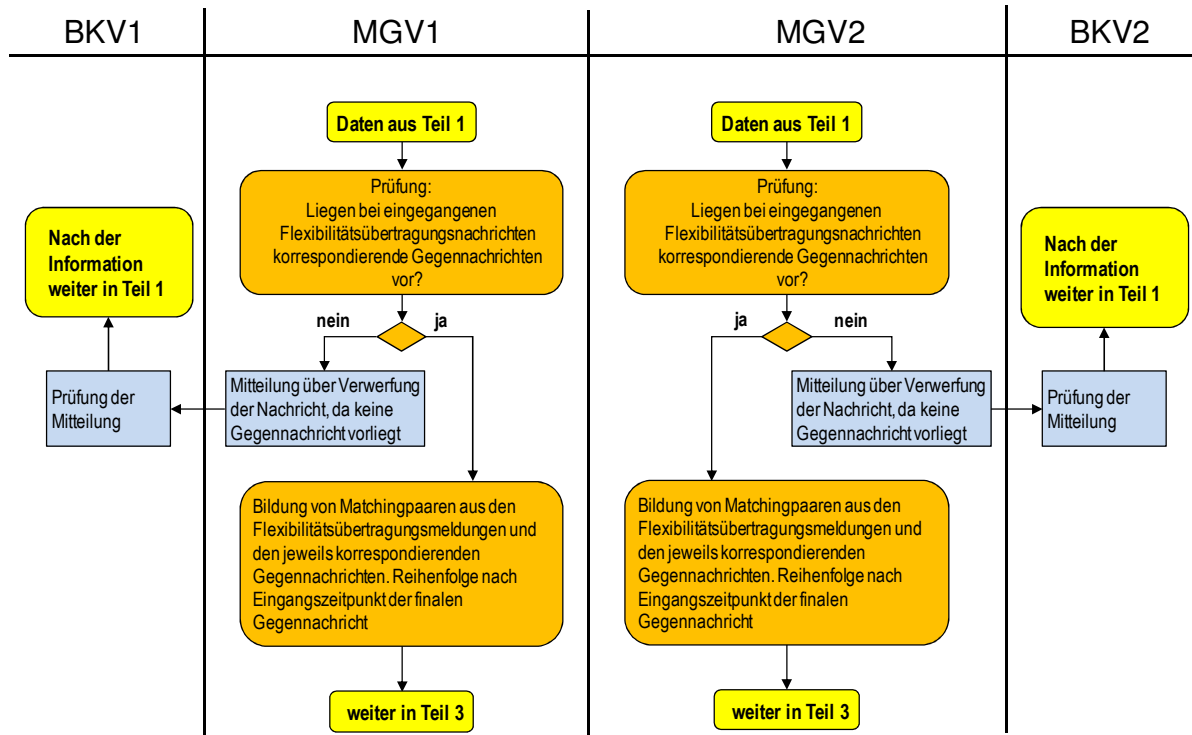 BKV1
MGV1
MGV2
BKV2
Daten aus Teil 1
Prüfung:
Liegen bei eingegangenen
Flexibilitätsübertragungsnachrichten
korrespondierende Gegennachrichten
vor?
nein
ja
Mitteilung über Verwerfung
der Nachricht, da keine
Gegennachricht vorliegt
Prüfung der
Mitteilung
Nach der
Information
weiter in Teil 1
Bildung von Matchingpaaren aus den
Flexibilitätsübertragungsmeldungen und
den jeweils korrespondierenden
Gegennachrichten. Reihenfolge nach
Eingangszeitpunkt der finalen
Gegennachricht
weiter in Teil 3
Daten aus Teil 1
Prüfung:
Liegen bei eingegangenen
Flexibilitätsübertragungsnachrichten
korrespondierende Gegennachrichten
vor?
ja
nein
Mitteilung über Verwerfung
der Nachricht, da keine
Gegennachricht vorliegt
Prüfung der
Mitteilung
Nach der
Information
weiter in Teil 1
Bildung von Matchingpaaren aus den
Flexibilitätsübertragungsmeldungen und
den jeweils korrespondierenden
Gegennachrichten. Reihenfolge nach
Eingangszeitpunkt der finalen
Gegennachricht
weiter in Teil 3